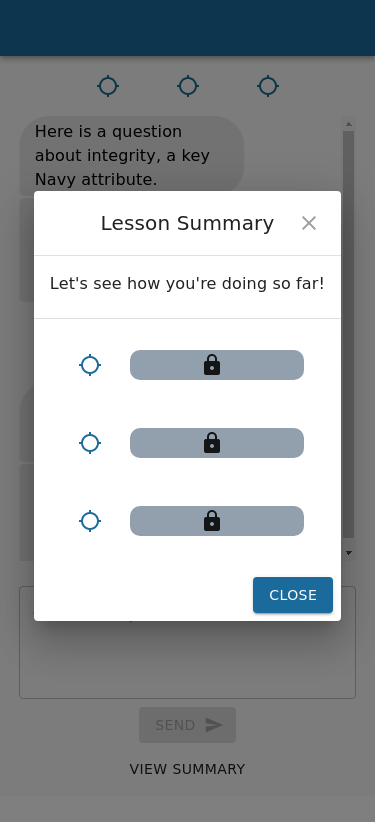 Here is a question
about integrity, a key
Navy attribute.
Lesson Summary
Let's see how you're doing so far!
CLOSE
SEND
VIEW SUMMARY